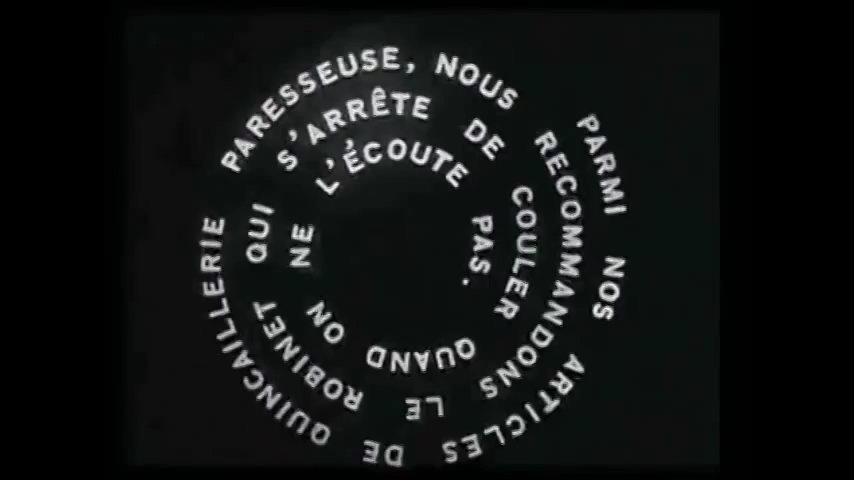 PARMI NOS ARTICLES DE QUINCAILLERIE PARESSEUSE, NOUS RECOMMANDONS LE ROBINET QUI S'ARRÊTE DE COULER QUAND ON NE L'ÉCOUTE PAS.